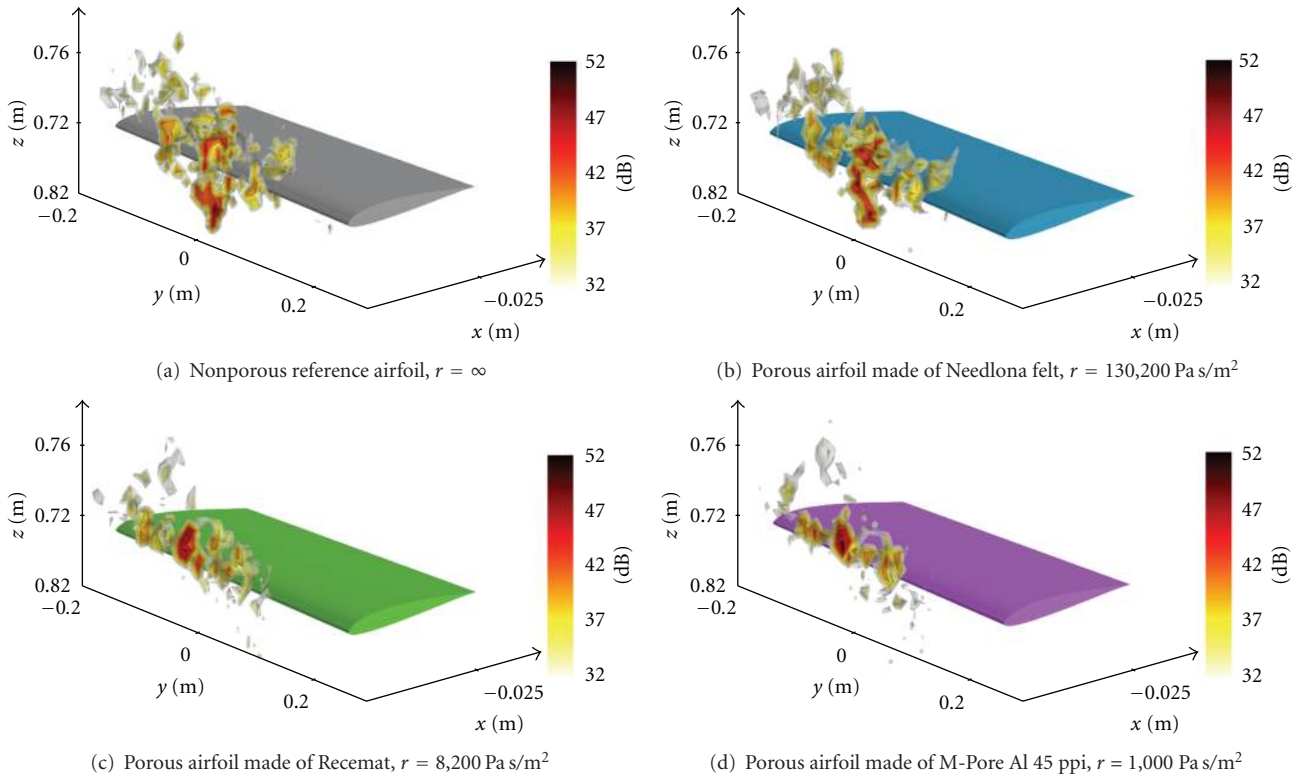 0.76
0.72
0.82
z (m)
−0.2
0
0.2
y (m)
−0.025
x (m)
52
47
42
37
32
(dB)
(a) Nonporous reference airfoil, r = ∞
0.76
0.72
0.82
z (m)
−0.2
0
0.2
y (m)
−0.025
x (m)
52
47
42
37
32
(dB)
(b) Porous airfoil made of Needlona felt, r = 130,200 Pa s/m²
0.76
0.72
0.82
z (m)
−0.2
0
0.2
y (m)
−0.025
x (m)
52
47
42
37
32
(dB)
(c) Porous airfoil made of Recemat, r = 8,200 Pa s/m²
0.76
0.72
0.82
z (m)
−0.2
0
0.2
y (m)
−0.025
x (m)
52
47
42
37
32
(dB)
(d) Porous airfoil made of M-Pore Al 45 ppi, r = 1,000 Pa s/m²